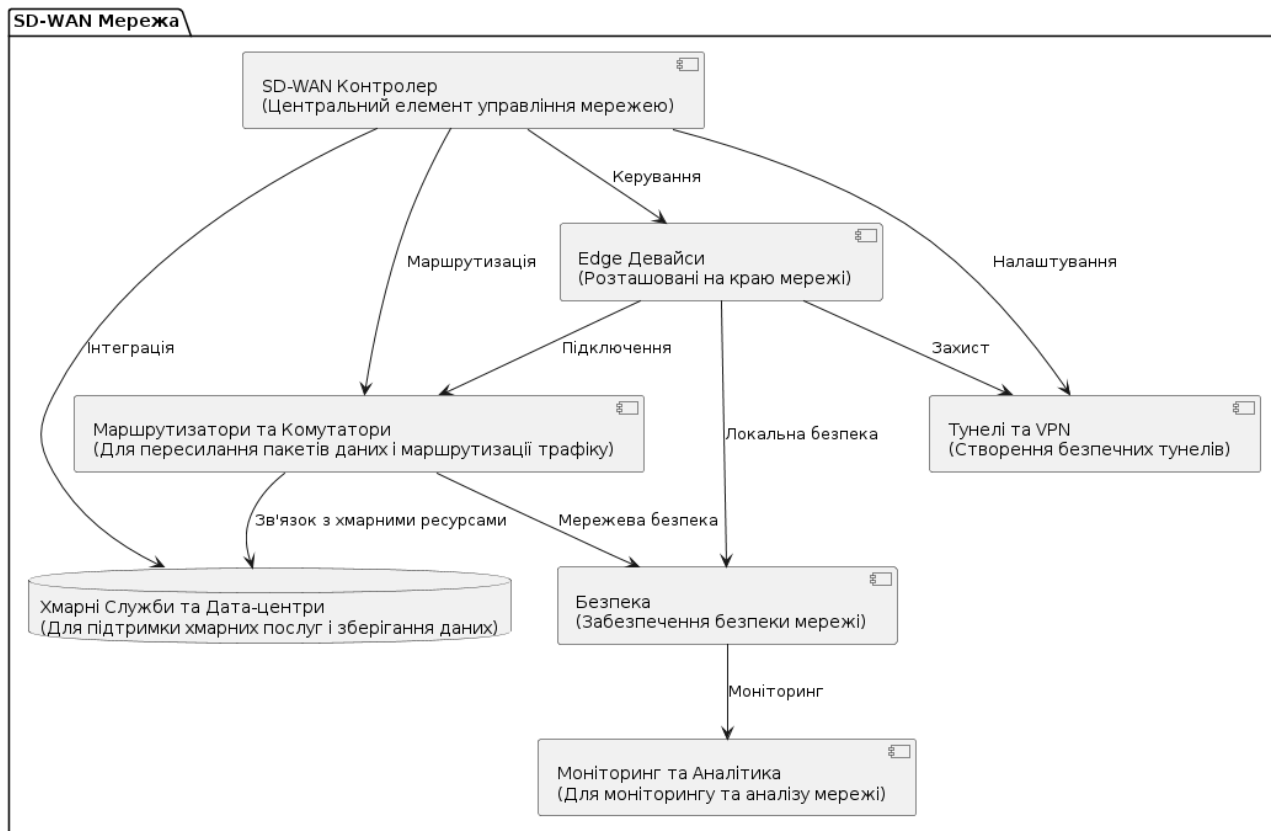 SD-WAN Мережа
SD-WAN Контролер
(Центральний елемент управління мережею)
Керування
Edge Девайси
(Розташовані на краю мережі)
Маршрутизація
Налаштування
Інтеграція
Підключення
Захист
Маршрутизатори та Комутатори
(Для пересилання пакетів даних і маршрутизації трафіку)
Локальна безпека
Тунелі та VPN
(Створення безпечних тунелів)
Зв'язок з хмарними ресурсами
Мережева безпека
Хмарні Служби та Дата-центри
(Для підтримки хмарних послуг і зберігання даних)
Безпека
(Забезпечення безпеки мережі)
Моніторинг
Моніторинг та Аналітика
(Для моніторингу та аналізу мережі)